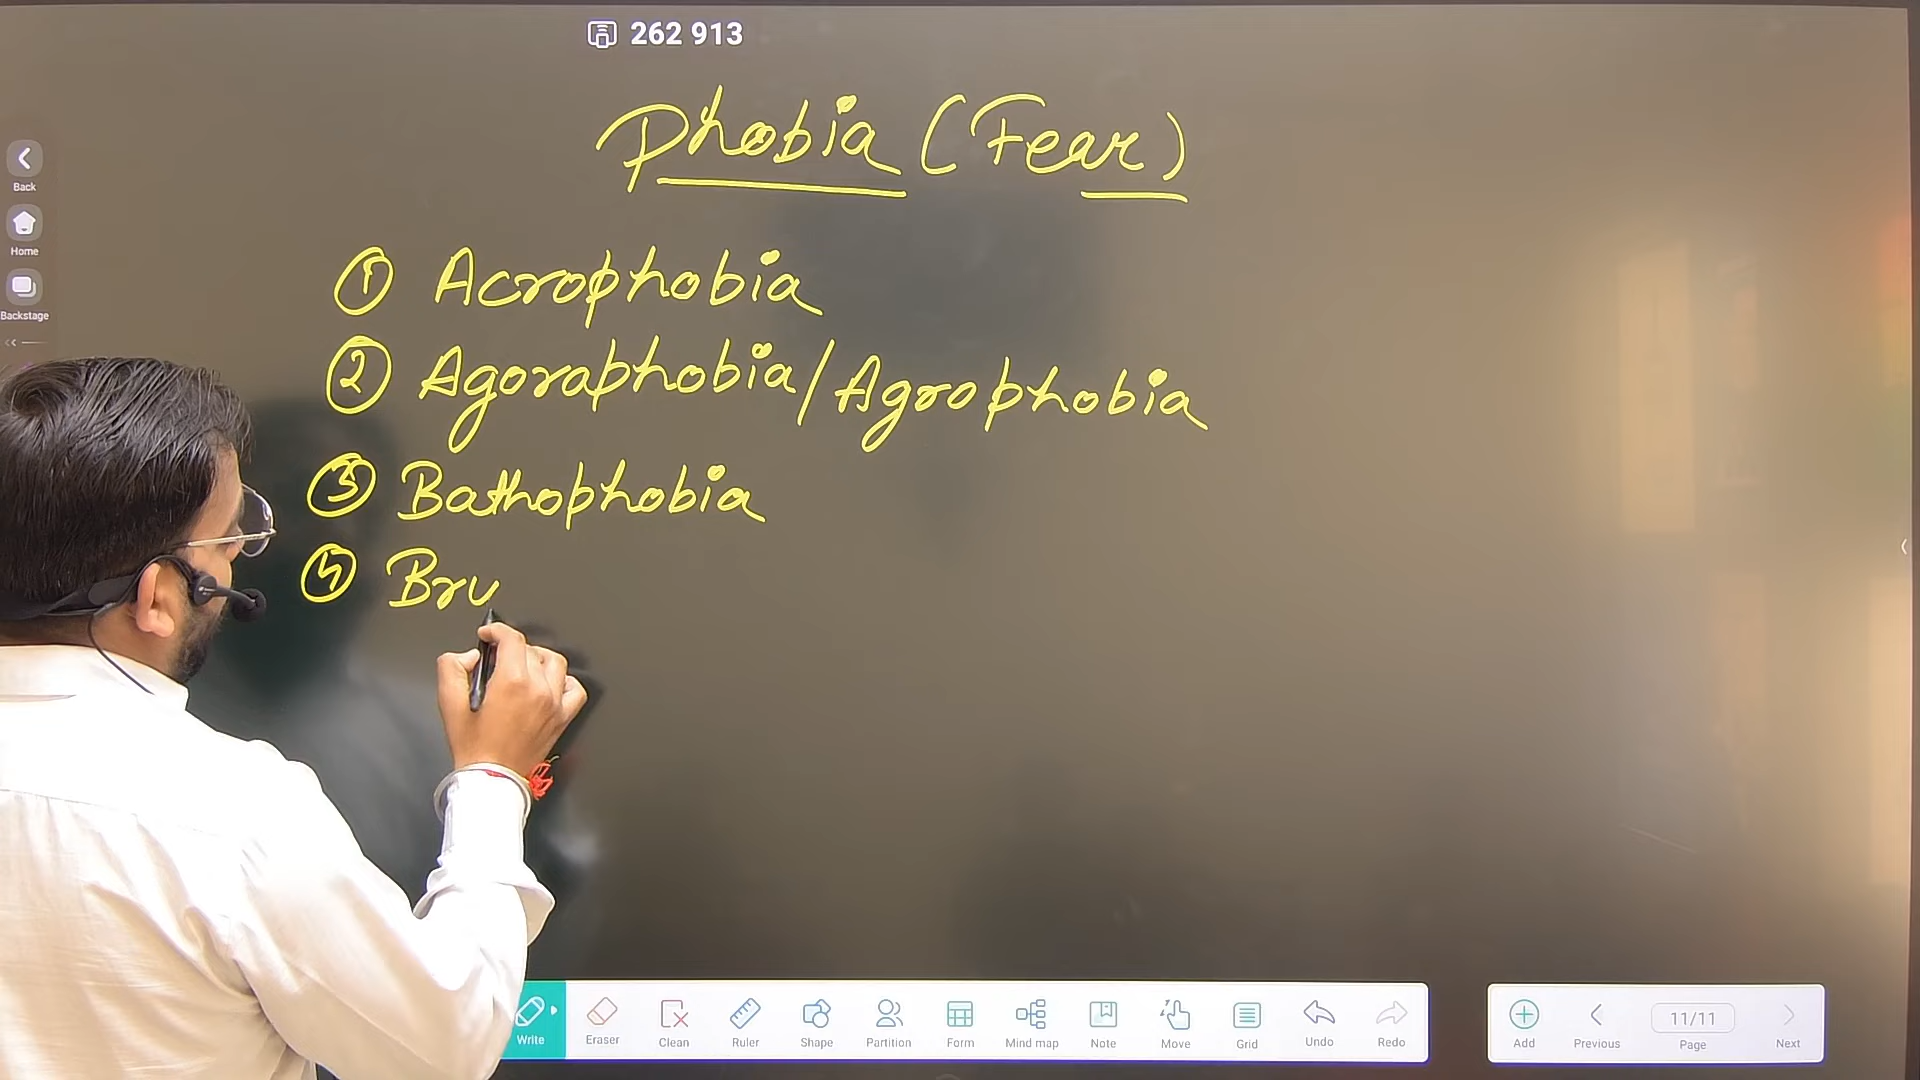 262 913
Phobia (Fear)
① Acrophobia
② Agoraphobia/Agrophobia
③ Bathophobia
④ Bru
Back
Home
Backstage
Write
Eraser
Clean
Ruler
Shape
Partition
Form
Mind map
Note
Move
Grid
Undo
Redo
Add
Previous
11/11
Page
Next